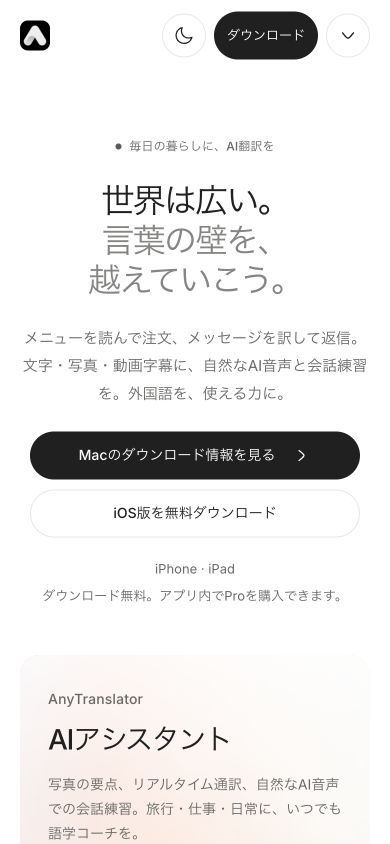 ダウンロード
毎日の暮らしに、AI翻訳を
世界は広い。
言葉の壁を、
越えていこう。
メニューを読んで注文、メッセージを訳して返信。
文字・写真・動画字幕に、自然なAI音声と会話練習
を。外国語を、使える力に。
Macのダウンロード情報を見る
iOS版を無料ダウンロード
iPhone · iPad
ダウンロード無料。アプリ内でProを購入できます。
AnyTranslator
AIアシスタント
写真の要点、リアルタイム通訳、自然なAI音声
での会話練習。旅行・仕事・日常に、いつでも
語学コーチを。